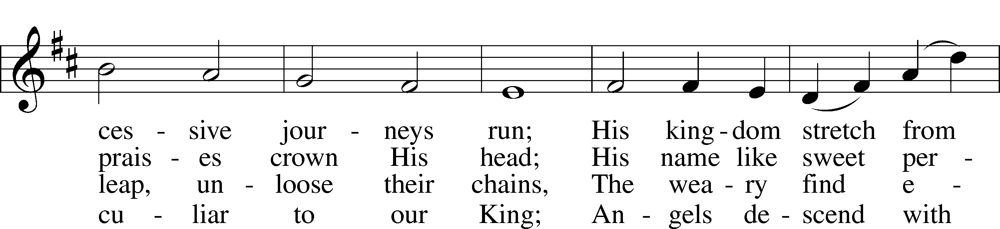 ces - sive jour - neys run; His king - dom stretch from
prais - es crown His head; His name like sweet per -
leap, un - loose their chains, The wea - ry find e -
cu - liar to our King; An - gels de - scend with